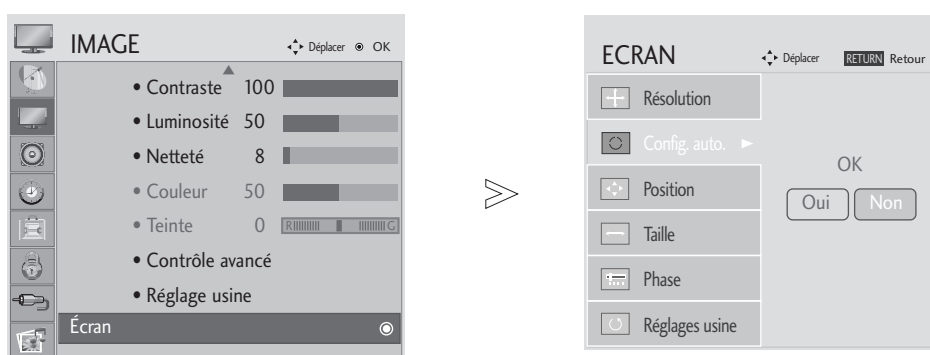 IMAGE
Déplacer OK
• Contraste 100
• Luminosité 50
• Netteté 8
• Couleur 50
• Teinte 0 R G
• Contrôle avancé
• Réglage usine
Écran
ECRAN
Déplacer RETURN Retour
Résolution
Config. auto.
Position
Taille
Phase
Réglages usine
OK
Oui Non